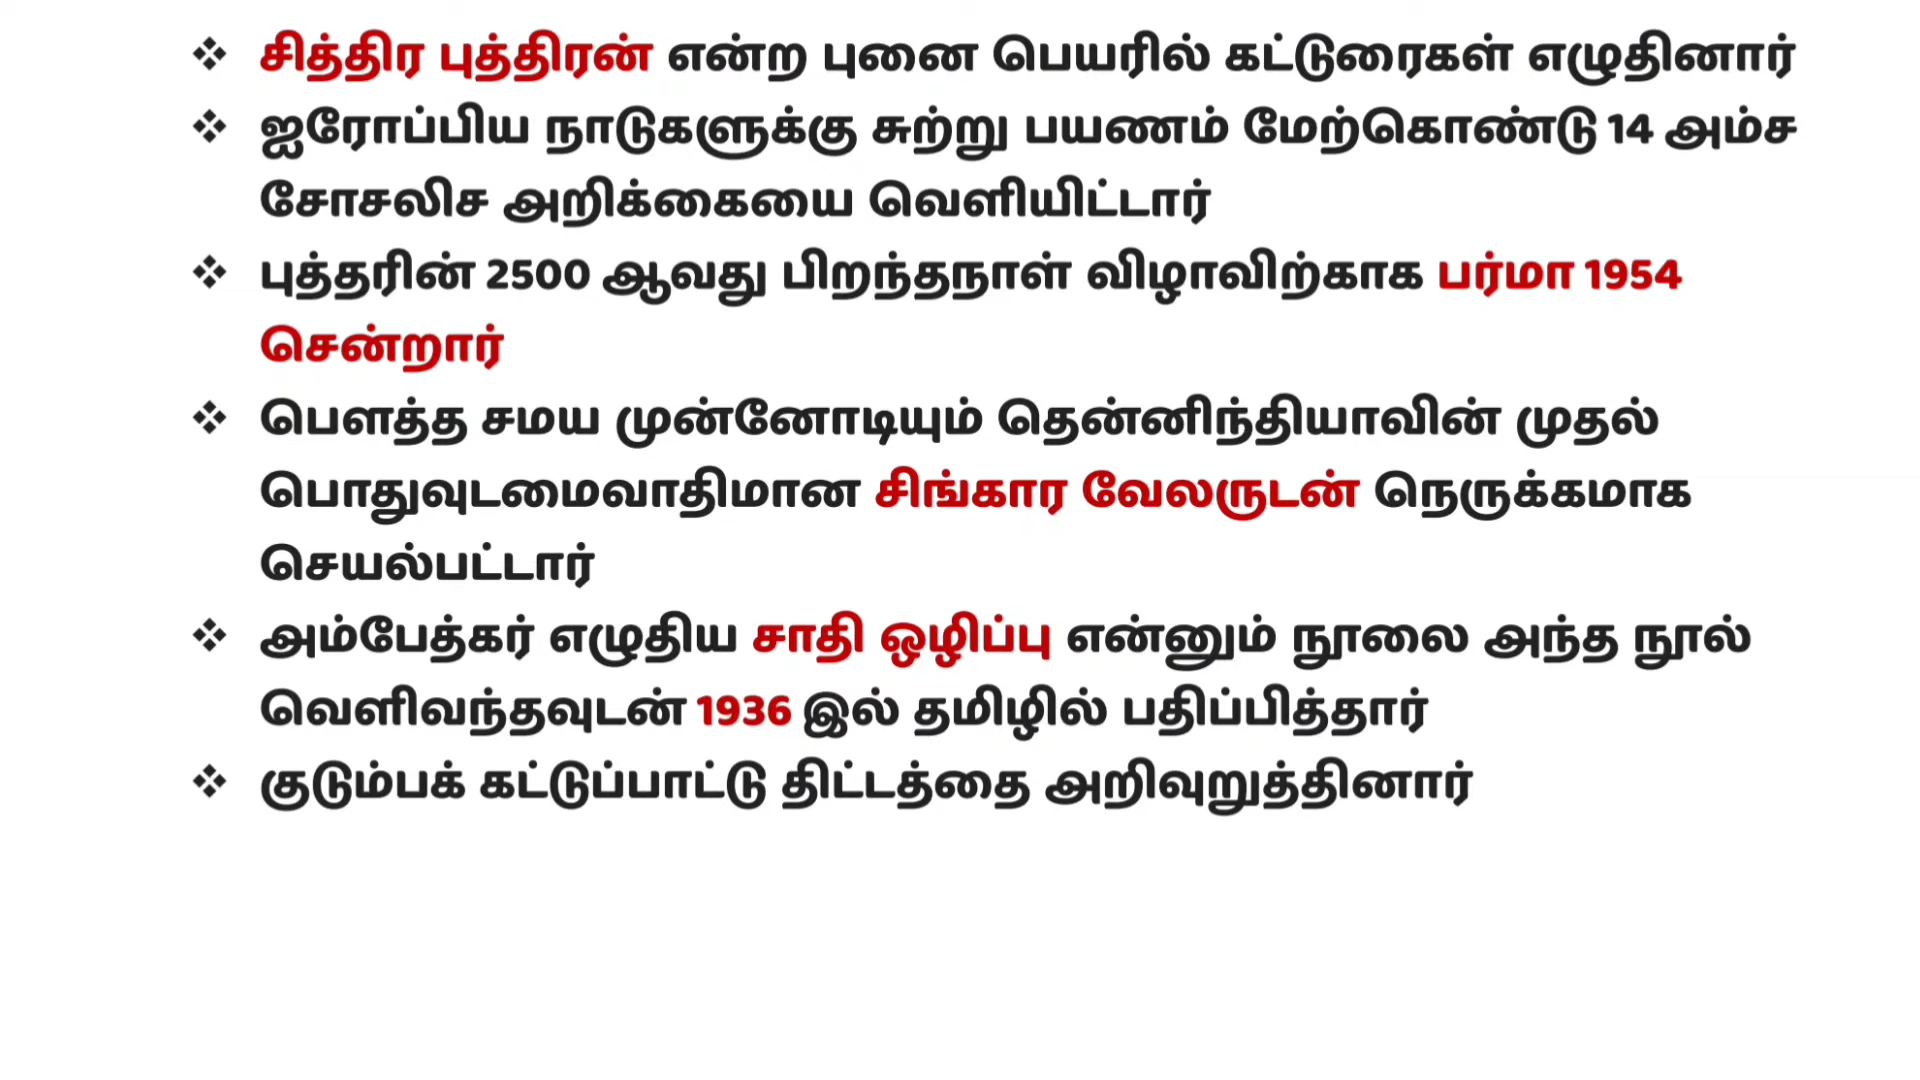 ❖ சித்திர புத்திரன் என்ற புனை பெயரில் கட்டுரைகள் எழுதினார்
❖ ஐரோப்பிய நாடுகளுக்கு சுற்று பயணம் மேற்கொண்டு 14 அம்ச
சோசலிச அறிக்கையை வெளியிட்டார்
❖ புத்தரின் 2500 ஆவது பிறந்தநாள் விழாவிற்காக பர்மா 1954
சென்றார்
❖ பௌத்த சமய முன்னோடியும் தென்னிந்தியாவின் முதல்
பொதுவுடமைவாதிமான சிங்கார வேலருடன் நெருக்கமாக
செயல்பட்டார்
❖ அம்பேத்கர் எழுதிய சாதி ஒழிப்பு என்னும் நூலை அந்த நூல்
வெளிவந்தவுடன் 1936 இல் தமிழில் பதிப்பித்தார்
❖ குடும்பக் கட்டுப்பாட்டு திட்டத்தை அறிவுறுத்தினார்